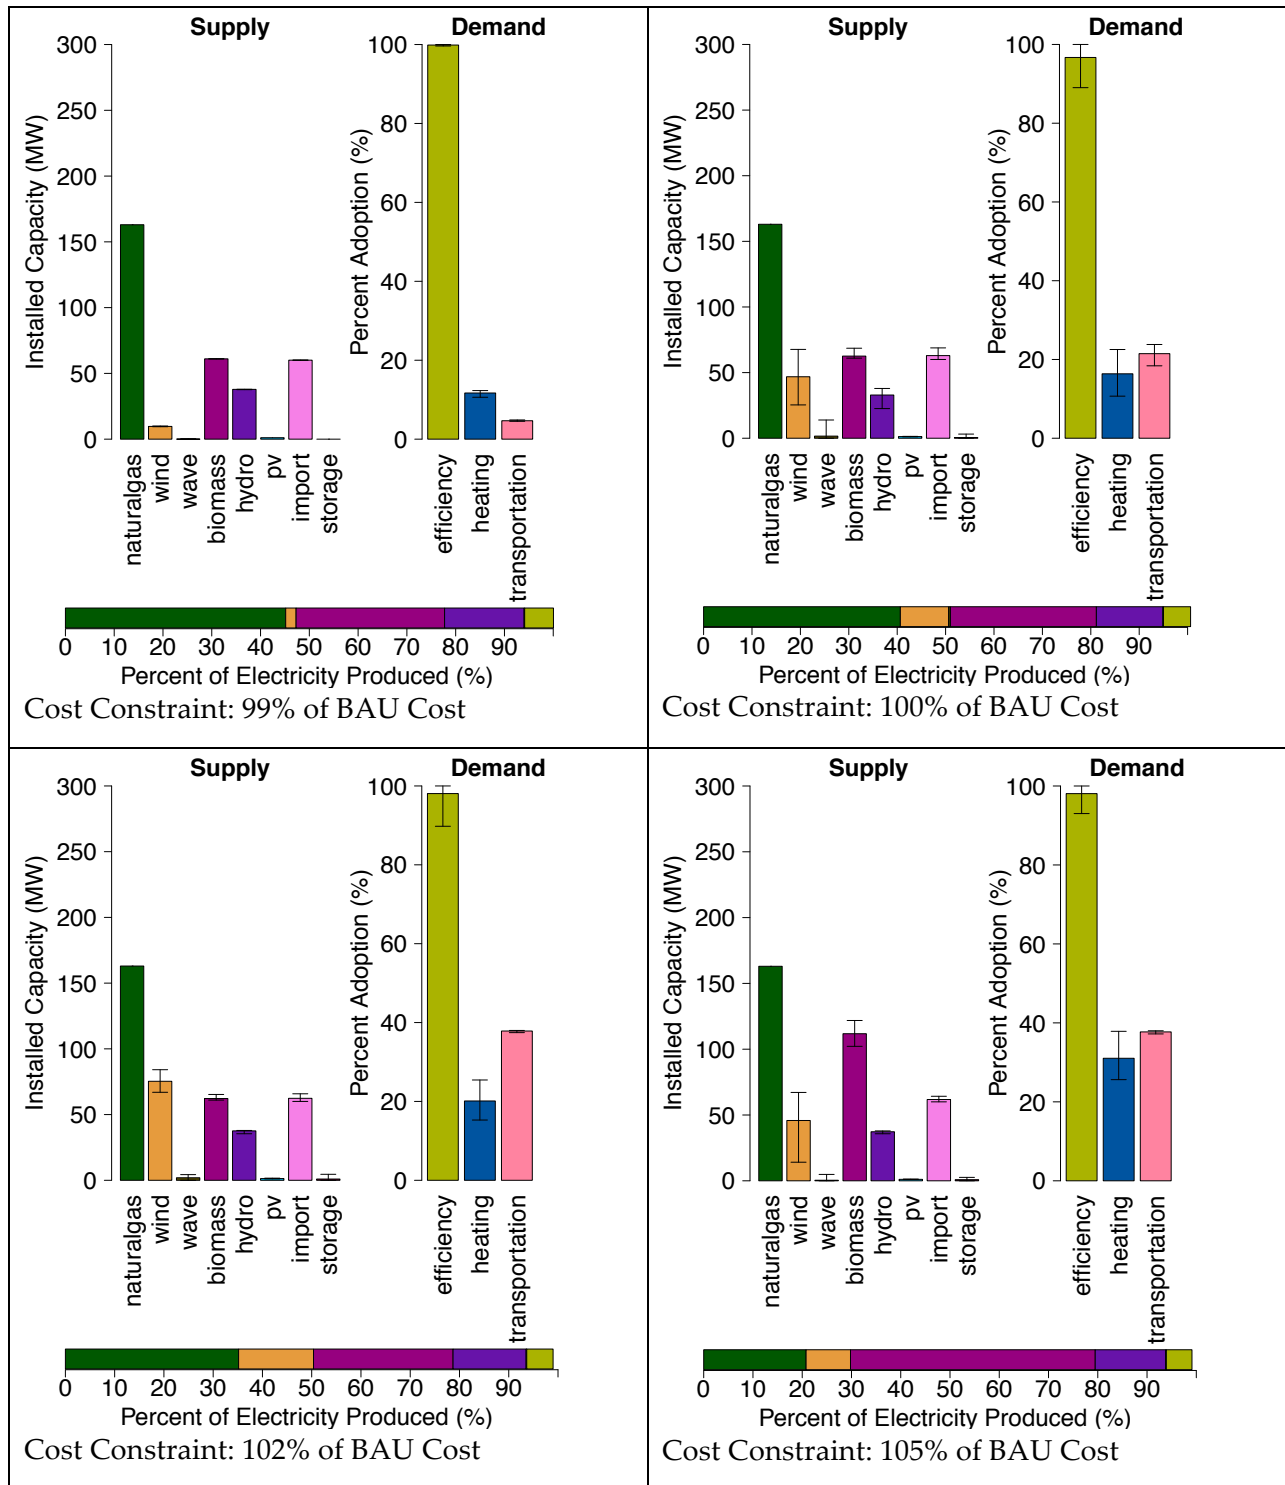 Supply Demand
Installed Capacity (MW)
300
250
200
150
100
50
0
naturalgas
wind
wave
biomass
hydro
pv
import
storage
Percent Adoption (%)
100
80
60
40
20
0
efficiency
heating
transportation
0 10 20 30 40 50 60 70 80 90
Percent of Electricity Produced (%)
Cost Constraint: 99% of BAU Cost
Supply Demand
Installed Capacity (MW)
300
250
200
150
100
50
0
naturalgas
wind
wave
biomass
hydro
pv
import
storage
Percent Adoption (%)
100
80
60
40
20
0
efficiency
heating
transportation
0 10 20 30 40 50 60 70 80 90
Percent of Electricity Produced (%)
Cost Constraint: 100% of BAU Cost
Supply Demand
Installed Capacity (MW)
300
250
200
150
100
50
0
naturalgas
wind
wave
biomass
hydro
pv
import
storage
Percent Adoption (%)
100
80
60
40
20
0
efficiency
heating
transportation
0 10 20 30 40 50 60 70 80 90
Percent of Electricity Produced (%)
Cost Constraint: 102% of BAU Cost
Supply Demand
Installed Capacity (MW)
300
250
200
150
100
50
0
naturalgas
wind
wave
biomass
hydro
pv
import
storage
Percent Adoption (%)
100
80
60
40
20
0
efficiency
heating
transportation
0 10 20 30 40 50 60 70 80 90
Percent of Electricity Produced (%)
Cost Constraint: 105% of BAU Cost